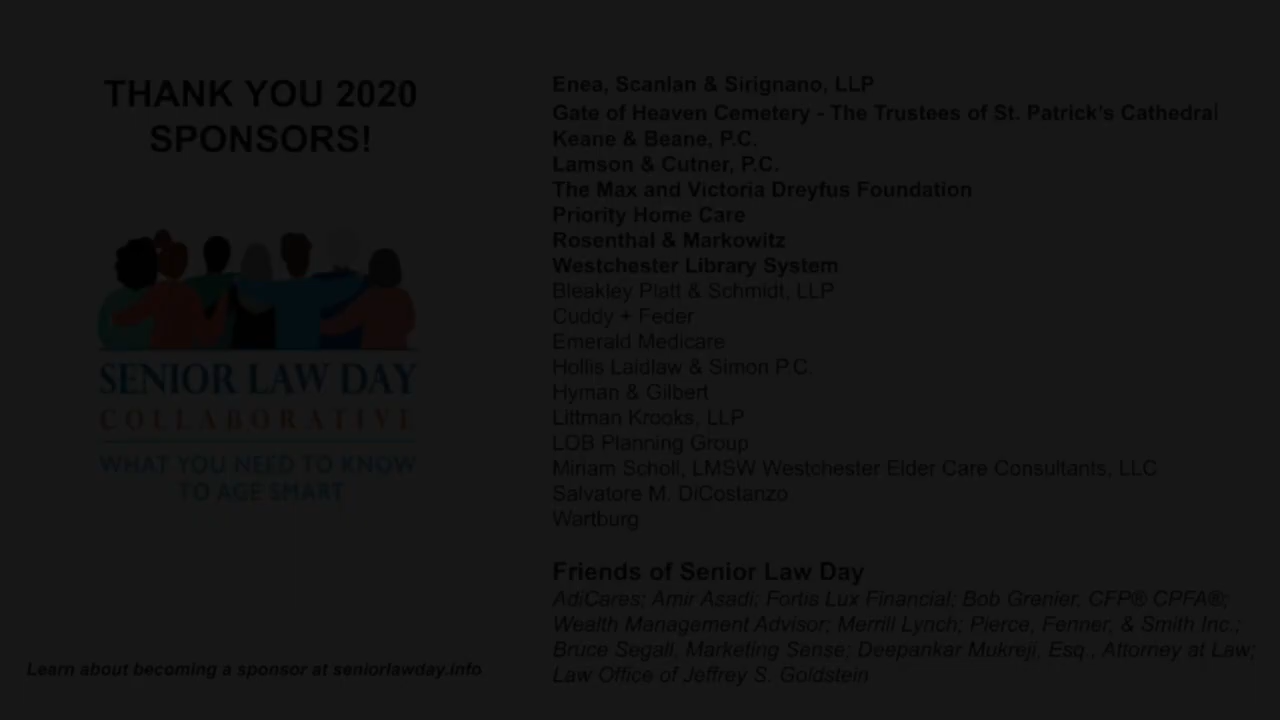 THANK YOU 2020
SPONSORS!
SENIOR LAW DAY
COLLABORATIVE
WHAT YOU NEED TO KNOW
TO AGE SMART
Learn about becoming a sponsor at seniorlawday.info
Enea, Scanlan & Sirignano, LLP
Gate of Heaven Cemetery - The Trustees of St. Patrick's Cathedral
Keane & Beane, P.C.
Lamson & Cutner, P.C.
The Max and Victoria Dreyfus Foundation
Priority Home Care
Rosenthal & Markowitz
Westchester Library System
Bleakley Platt & Schmidt, LLP
Cuddy + Feder
Emerald Medicare
Hollis Laidlaw & Simon P.C.
Hyman & Gilbert
Littman Krooks, LLP
LOB Planning Group
Miriam Scholl, LMSW Westchester Elder Care Consultants, LLC
Salvatore M. DiCostanzo
Wartburg
Friends of Senior Law Day
AdiCares; Amir Asadi; Fortis Lux Financial; Bob Grenier, CFP® CPFA®;
Wealth Management Advisor; Merrill Lynch; Pierce, Fenner, & Smith Inc.;
Bruce Segall, Marketing Sense; Deepankar Mukreji, Esq., Attorney at Law;
Law Office of Jeffrey S. Goldstein